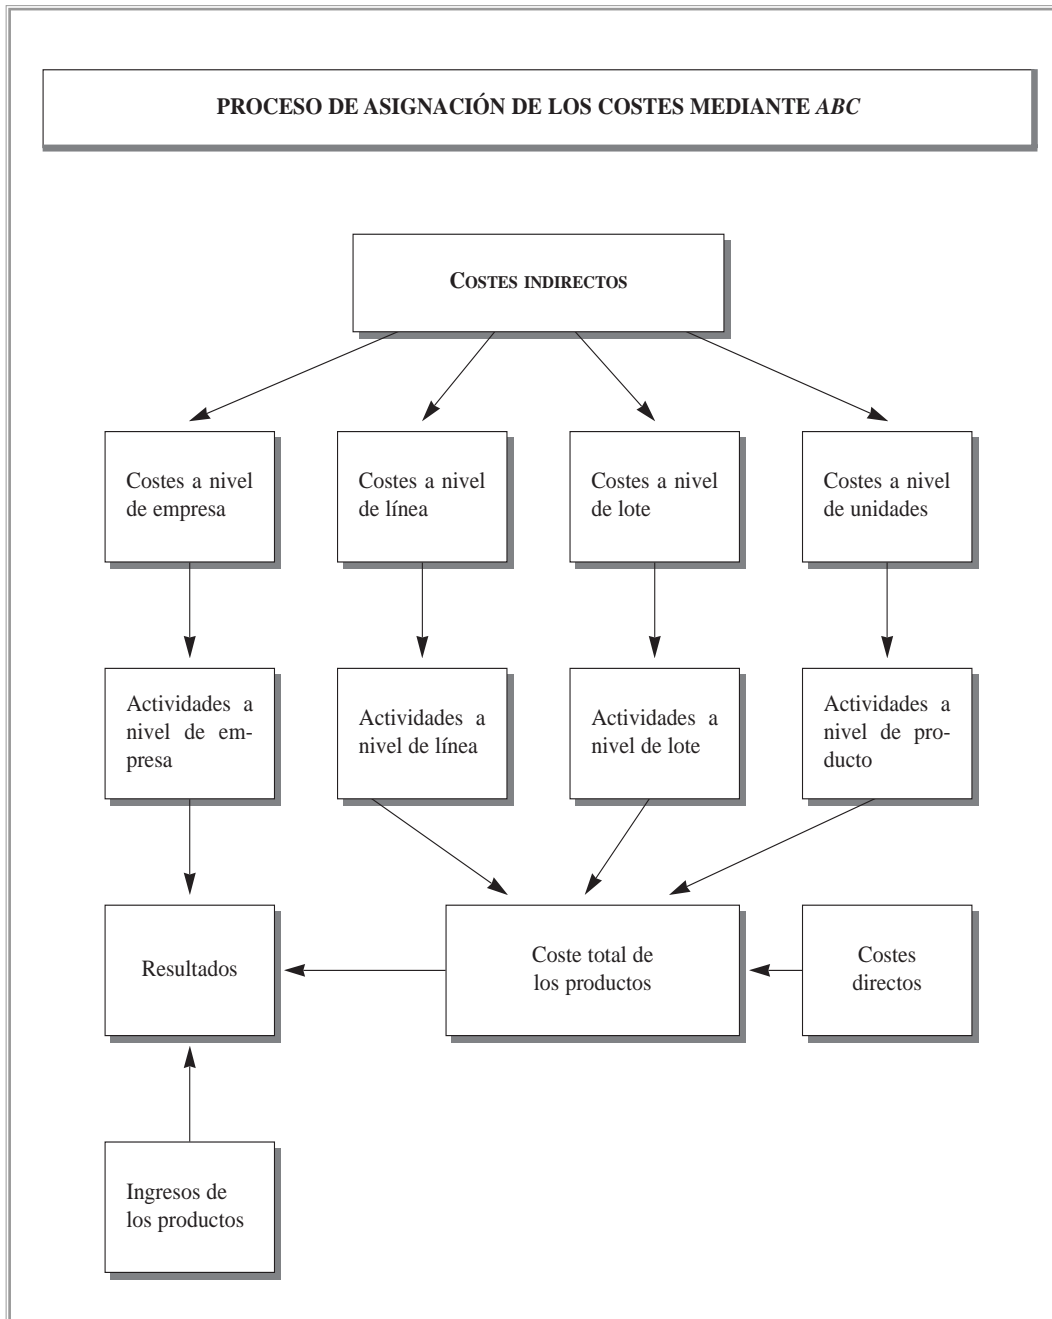 PROCESO DE ASIGNACIÓN DE LOS COSTES MEDIANTE ABC
COSTES INDIRECTOS
Costes a nivel
de empresa
Costes a nivel
de línea
Costes a nivel
de lote
Costes a nivel
de unidades
Actividades a
nivel de em-
presa
Actividades a
nivel de línea
Actividades a
nivel de lote
Actividades a
nivel de pro-
ducto
Resultados
Coste total de
los productos
Costes
directos
Ingresos de
los productos